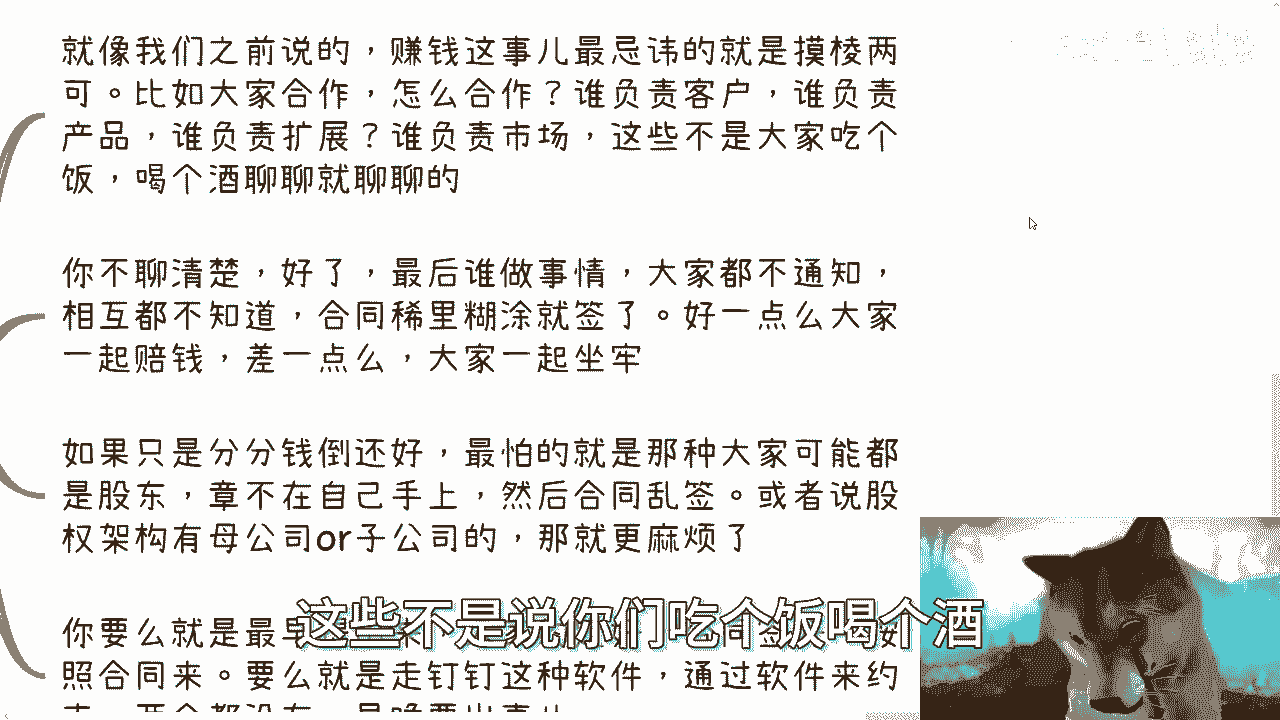 就像我们之前说的，赚钱这事儿最忌讳的就是摸棱两
可。比如大家合作，怎么合作？谁负责客户，谁负责
产品，谁负责扩展？谁负责市场，这些不是大家吃个
饭，喝个酒聊聊就聊聊的
你不聊清楚，好了，最后谁做事情，大家都不通知，
相互都不知道，合同稀里糊涂就签了。好一点么大家
一起赔钱，差一点么，大家一起坐牢
如果只是分分钱倒还好，最怕的就是那种大家可能都
是股东，章不在自己手上，然后合同乱签。或者说股
权架构有母公司or子公司的，那就更麻烦了
你要么就是最早
这些不是说你们吃个饭喝个酒
照合同来。要么就是走钉钉这种软件，通过软件来约